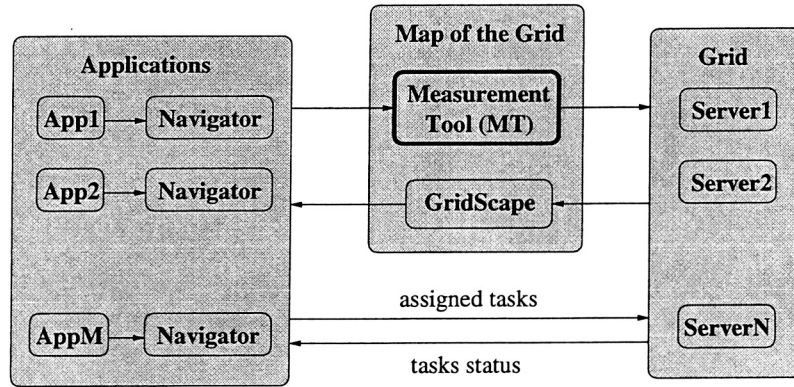 Map of the Grid
Applications
Grid
Measurement
Tool (MT)
App1
Navigator
Server1
App2
Navigator
GridScape
Server2
assigned tasks
AppM
Navigator
ServerN
tasks status